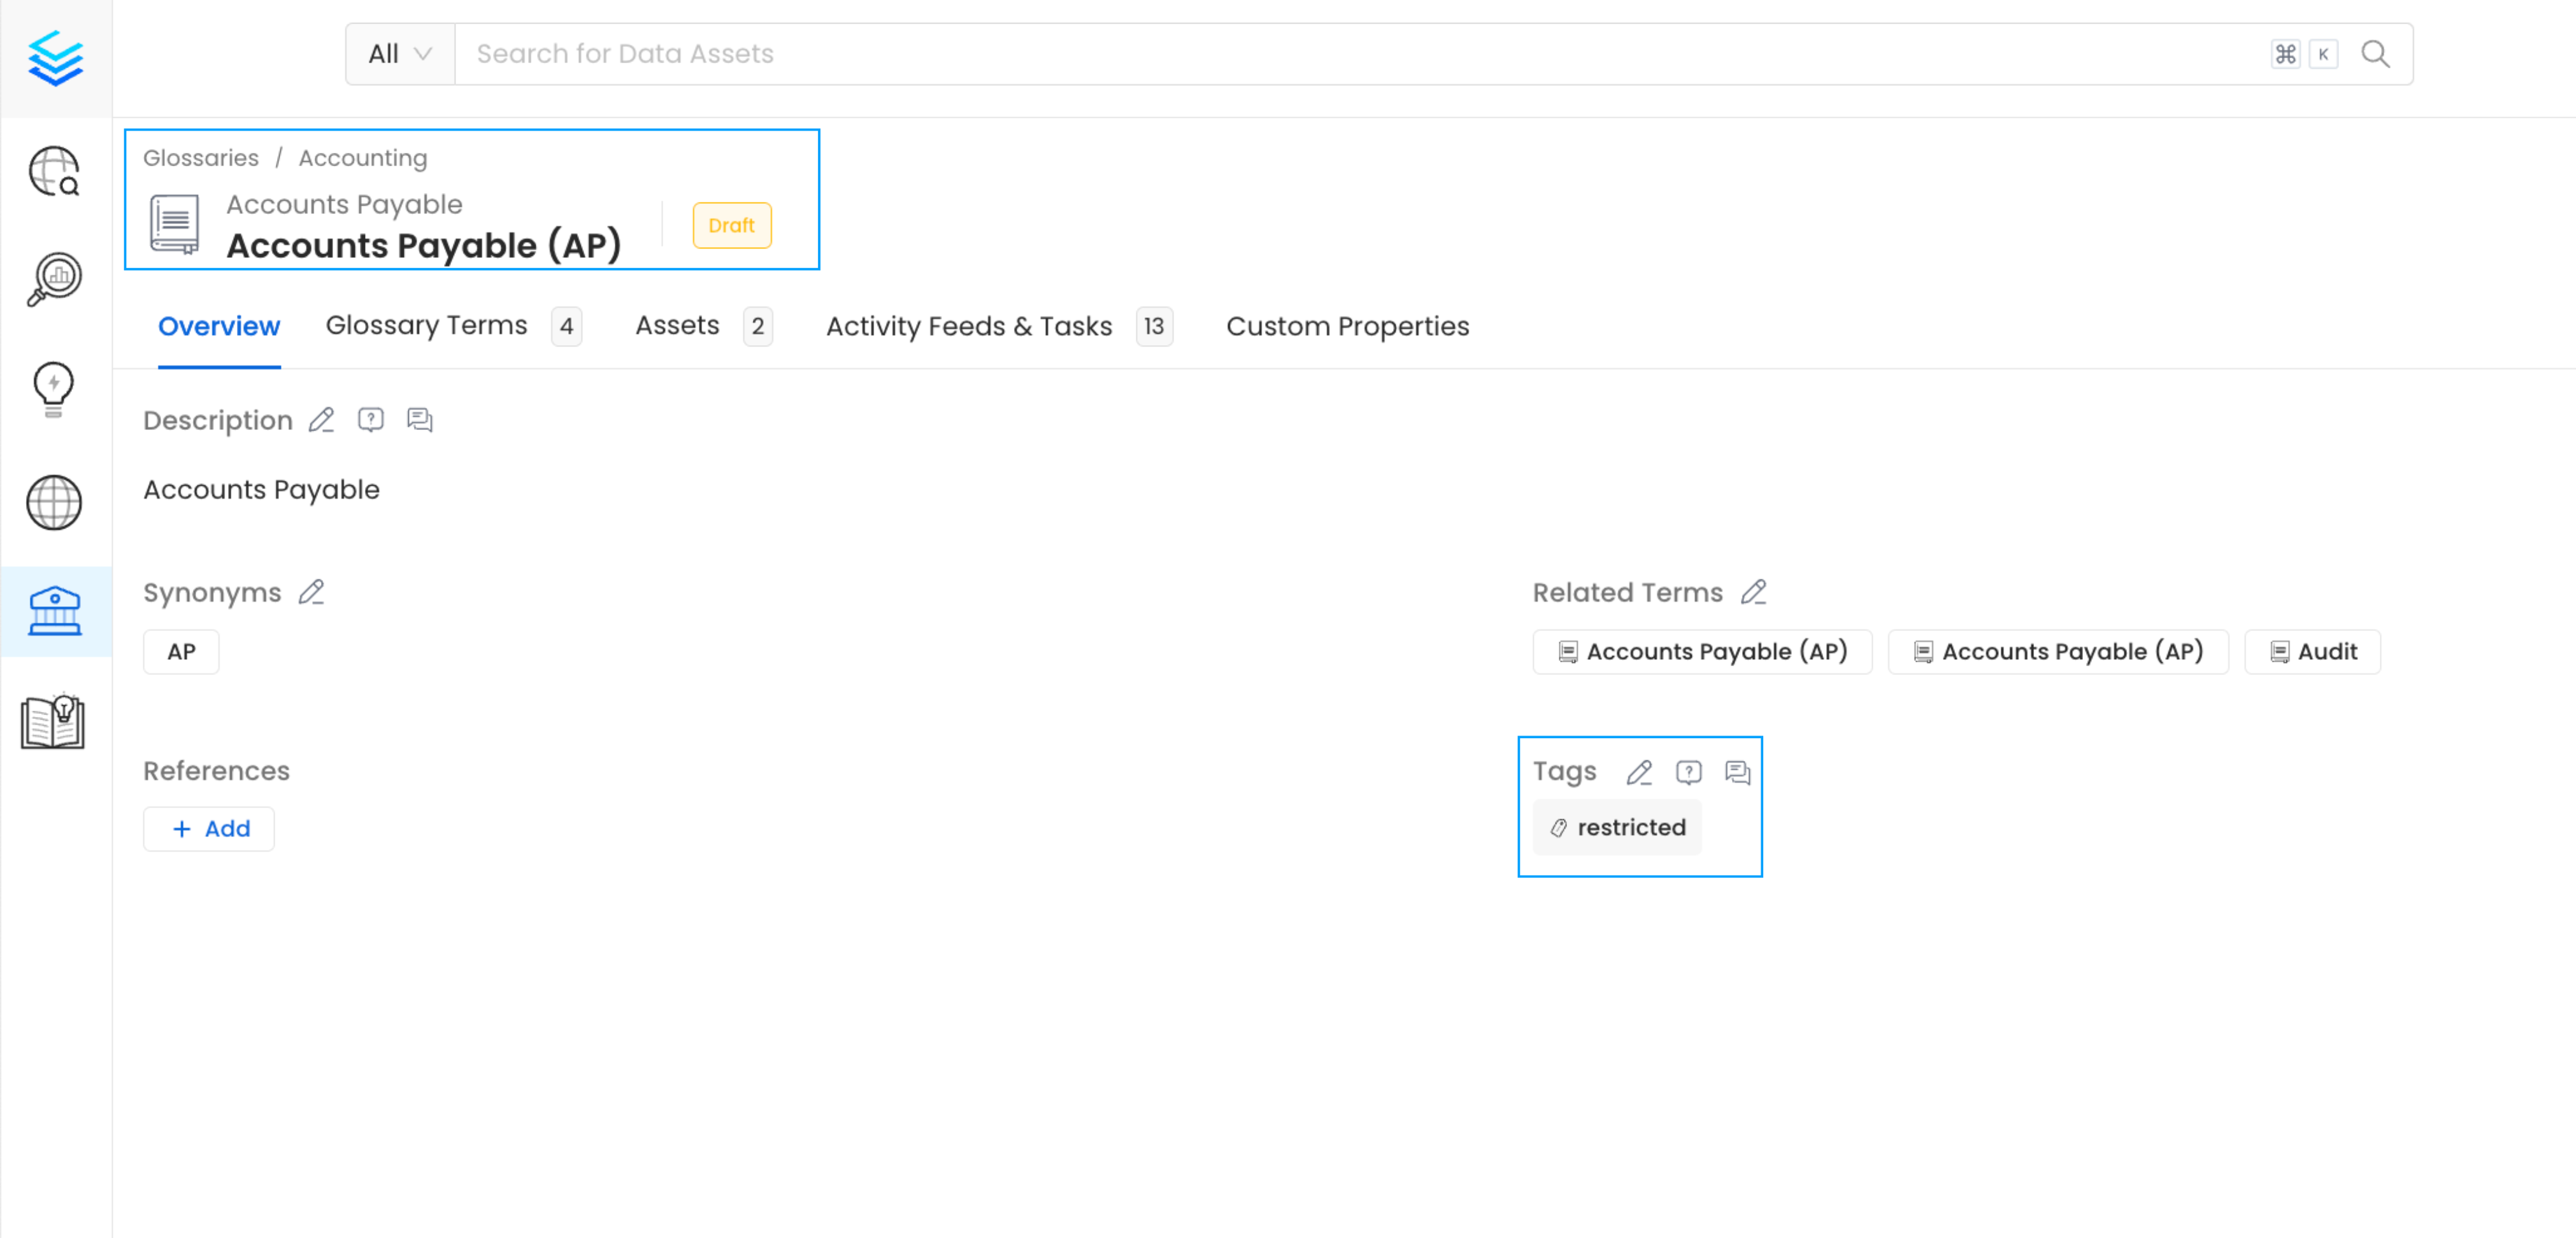 All Search for Data Assets ⌘ K
Glossaries / Accounting
Accounts Payable
Accounts Payable (AP) Draft
Overview Glossary Terms 4 Assets 2 Activity Feeds & Tasks 13 Custom Properties
Description
Accounts Payable
Synonyms
AP
Related Terms
Accounts Payable (AP) Accounts Payable (AP) Audit
References
+ Add
Tags
restricted